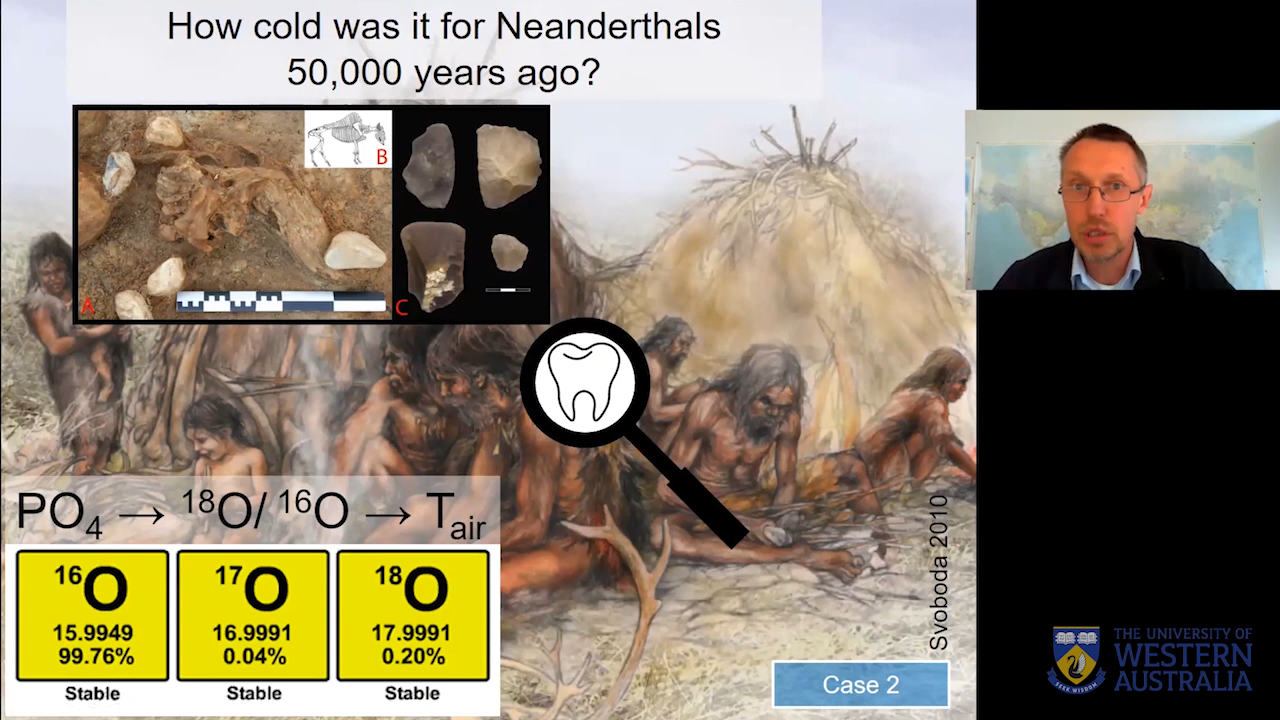 How cold was it for Neanderthals
50,000 years ago?
B
A
C
PO₄ → ¹⁸O/ ¹⁶O → Tair
¹⁶O
15.9949
99.76%
Stable
¹⁷O
16.9991
0.04%
Stable
¹⁸O
17.9991
0.20%
Stable
Svoboda 2010
Case 2
SEEK WISDOM
THE UNIVERSITY OF
WESTERN
AUSTRALIA